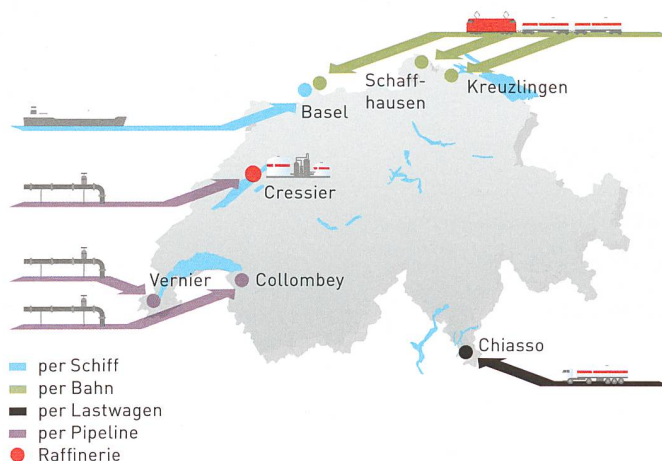 Schaff-
hausen
Kreuzlingen
Basel
Cressier
Vernier
Collombey
Chiasso
per Schiff
per Bahn
per Lastwagen
per Pipeline
Raffinerie